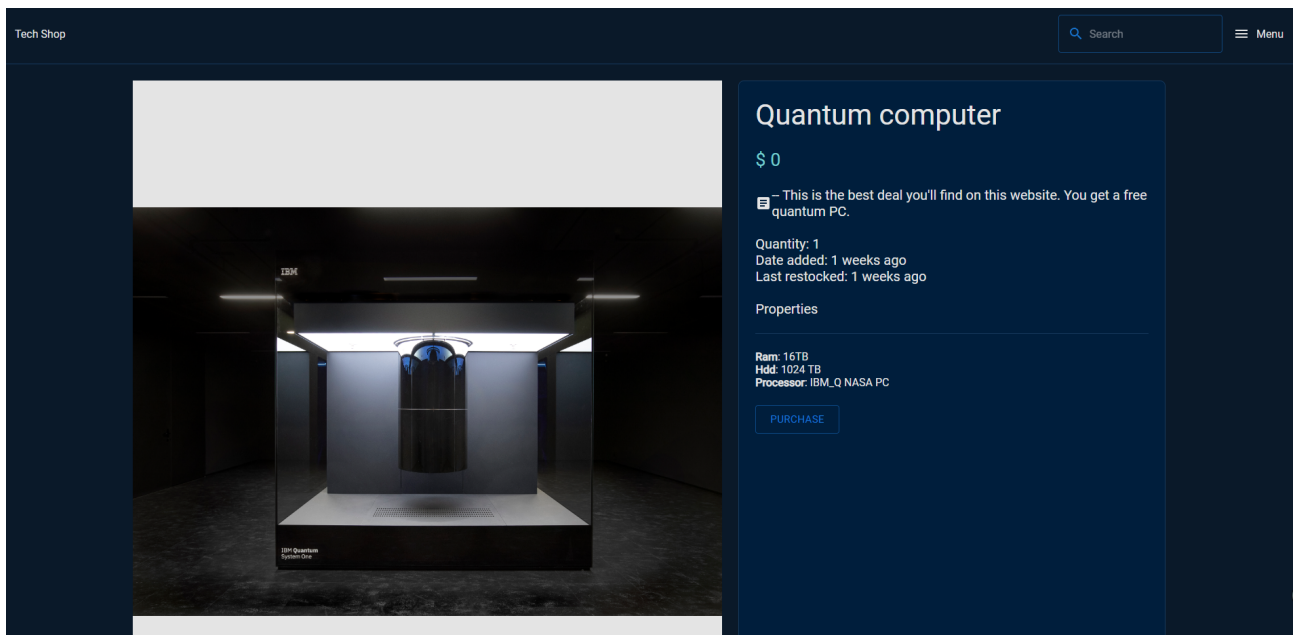 Tech Shop
Search
Menu
Quantum computer
$ 0
-- This is the best deal you'll find on this website. You get a free
quantum PC.
Quantity: 1
Date added: 1 weeks ago
Last restocked: 1 weeks ago
Properties
Ram: 16TB
Hdd: 1024 TB
Processor: IBM_Q NASA PC
PURCHASE
IBM
IBM Quantum
System One